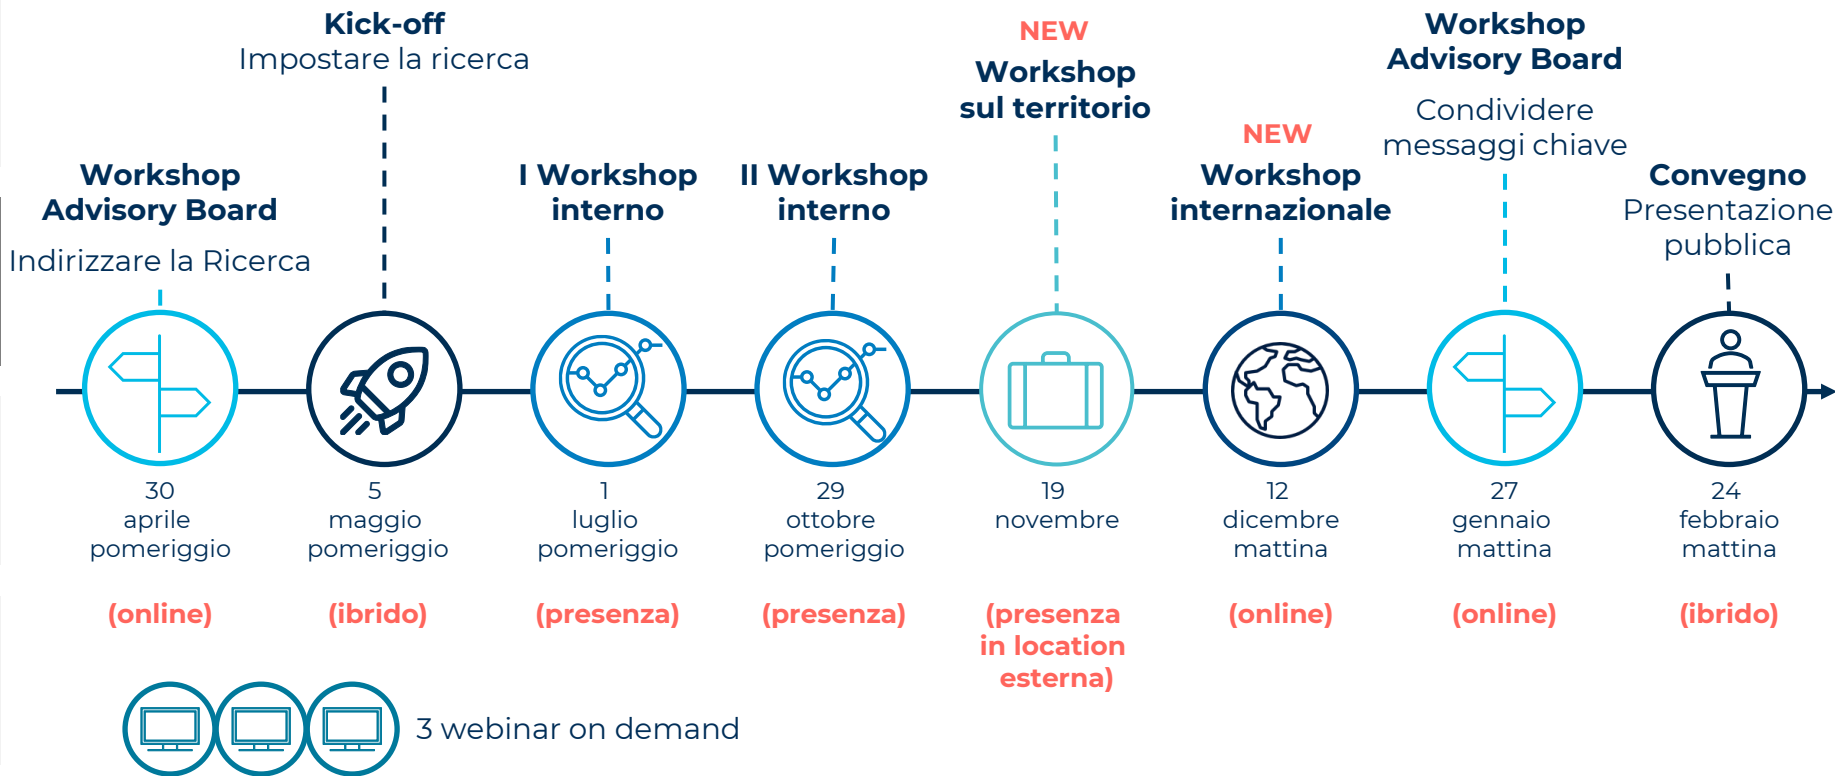 Kick-off
Impostare la ricerca
NEW
Workshop
sul territorio
Workshop
Advisory Board
Condividere
messaggi chiave
NEW
Workshop
internazionale
Workshop
Advisory Board
Indirizzare la Ricerca
I Workshop
interno
II Workshop
interno
Convegno
Presentazione
pubblica
30
aprile
pomeriggio
(online)
5
maggio
pomeriggio
(ibrido)
1
luglio
pomeriggio
(presenza)
29
ottobre
pomeriggio
(presenza)
19
novembre
(presenza
in location
esterna)
12
dicembre
mattina
(online)
27
gennaio
mattina
(online)
24
febbraio
mattina
(ibrido)
3 webinar on demand